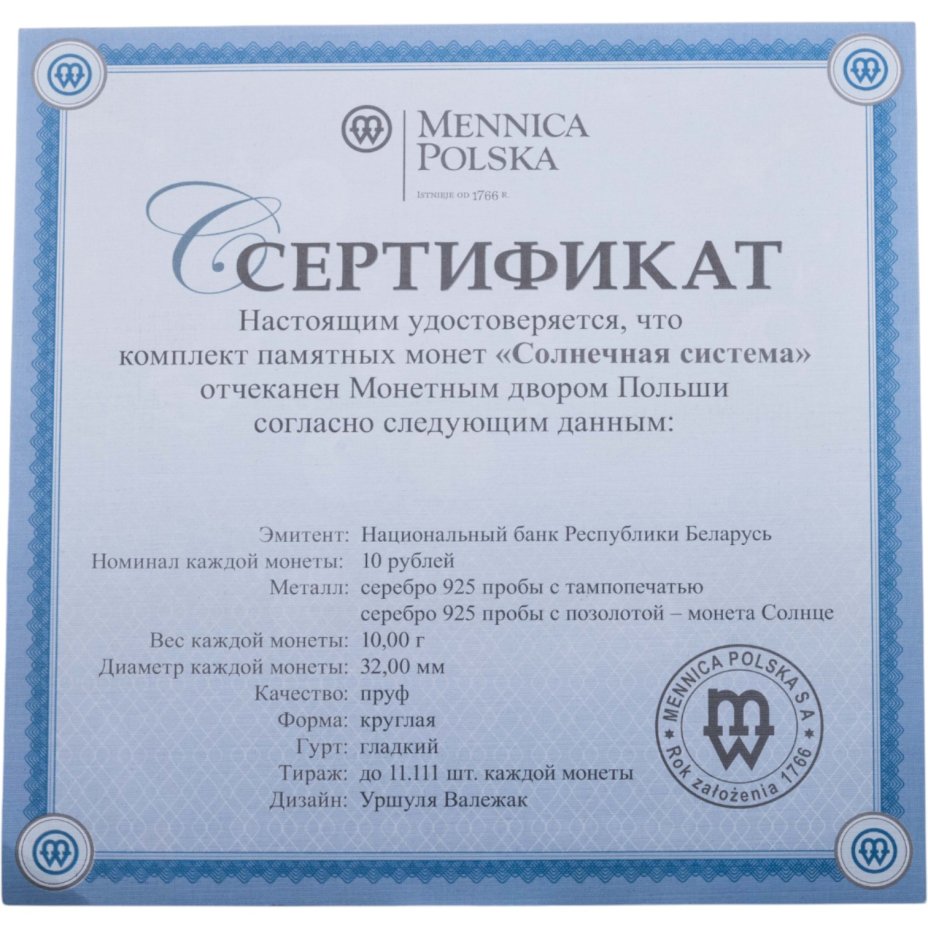 MENNICA
POLSKA
ISTNIEJE OD 1766 R.
СЕРТИФИКАТ
Настоящим удостоверяется, что
комплект памятных монет «Солнечная система»
отчеканен Монетным двором Польши
согласно следующим данным:
Эмитент: Национальный банк Республики Беларусь
Номинал каждой монеты: 10 рублей
Металл: серебро 925 пробы с тампопечатью
серебро 925 пробы с позолотой – монета Солнце
Вес каждой монеты: 10,00 г
Диаметр каждой монеты: 32,00 мм
Качество: пруф
Форма: круглая
Гурт: гладкий
Тираж: до 11.111 шт. каждой монеты
Дизайн: Уршуля Валежак
MENNICA POLSKA S A
Rok założenia 1766